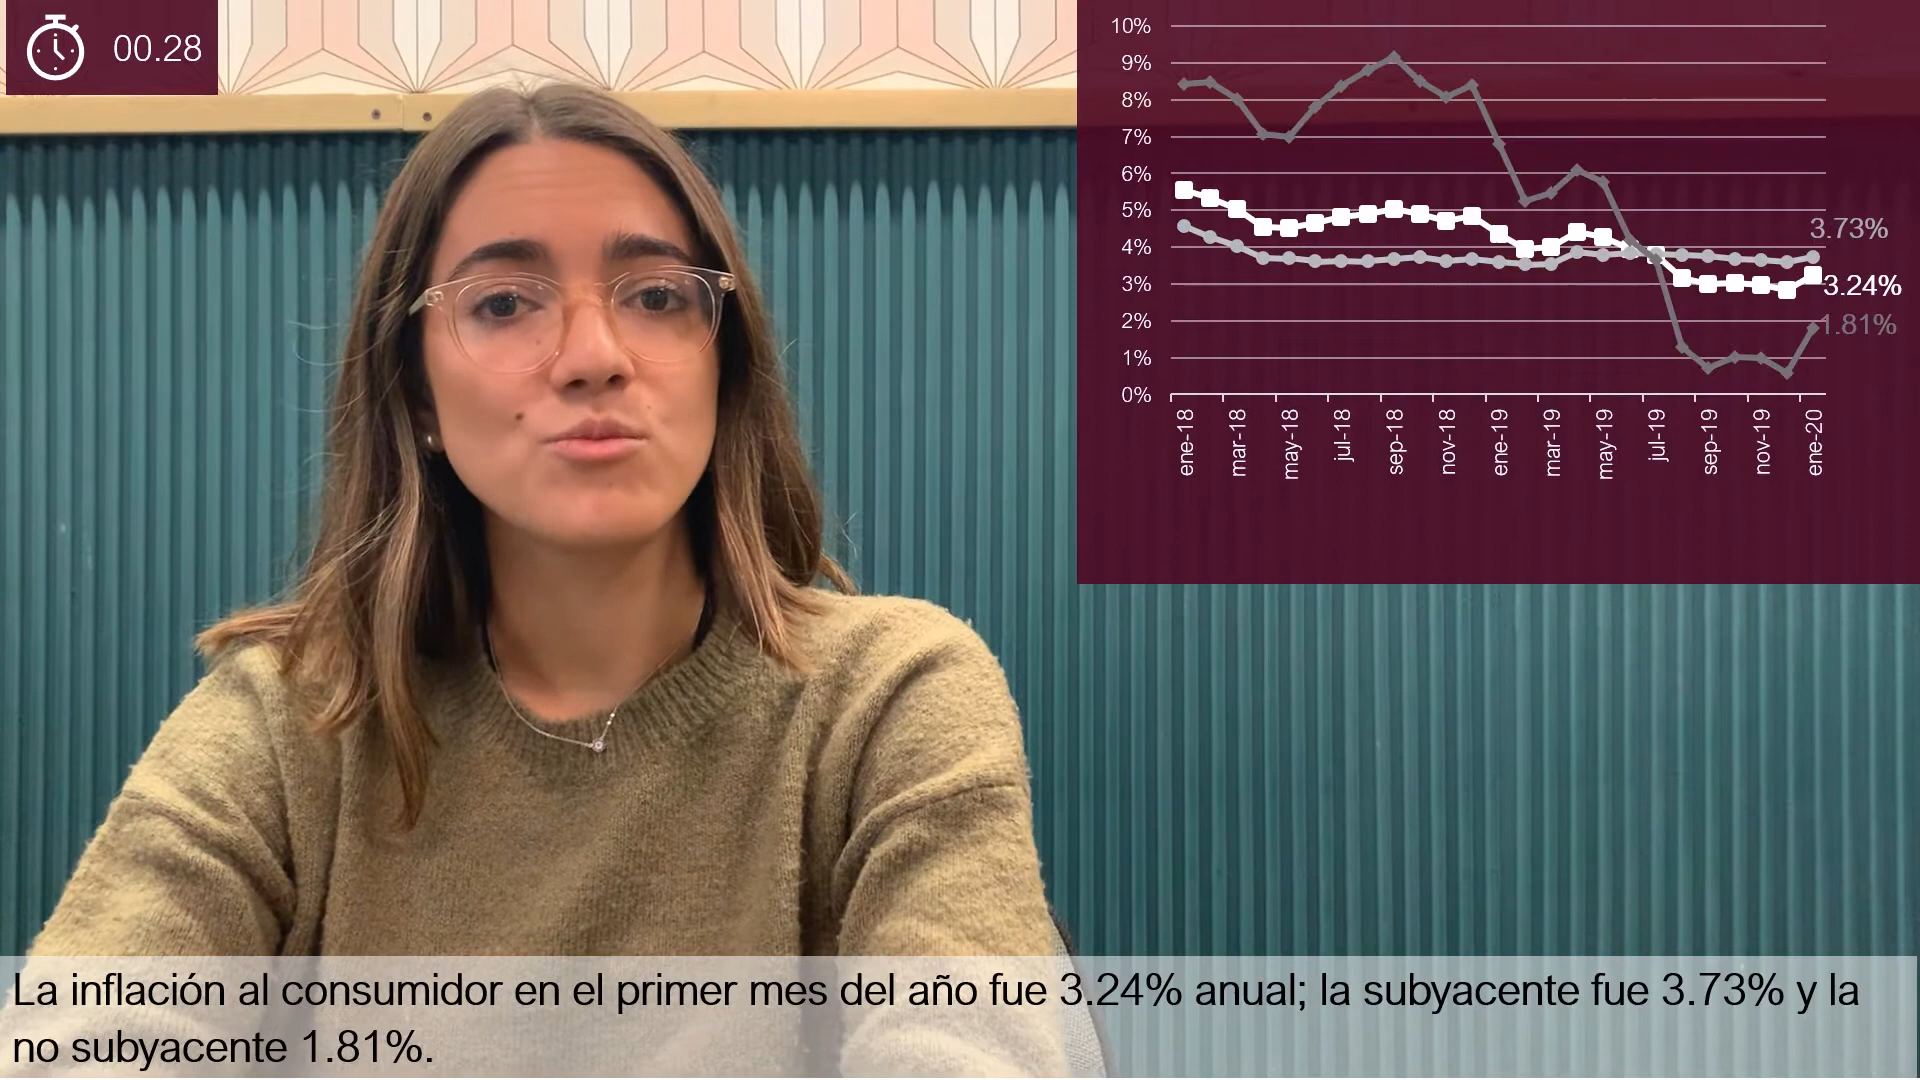 00.28
10%
9%
8%
7%
6%
5%
4%
3%
2%
1%
0%
3.73%
3.24%
1.81%
ene-18
mar-18
may-18
jul-18
sep-18
nov-18
ene-19
mar-19
may-19
jul-19
sep-19
nov-19
ene-20
La inflación al consumidor en el primer mes del año fue 3.24% anual; la subyacente fue 3.73% y la
no subyacente 1.81%.